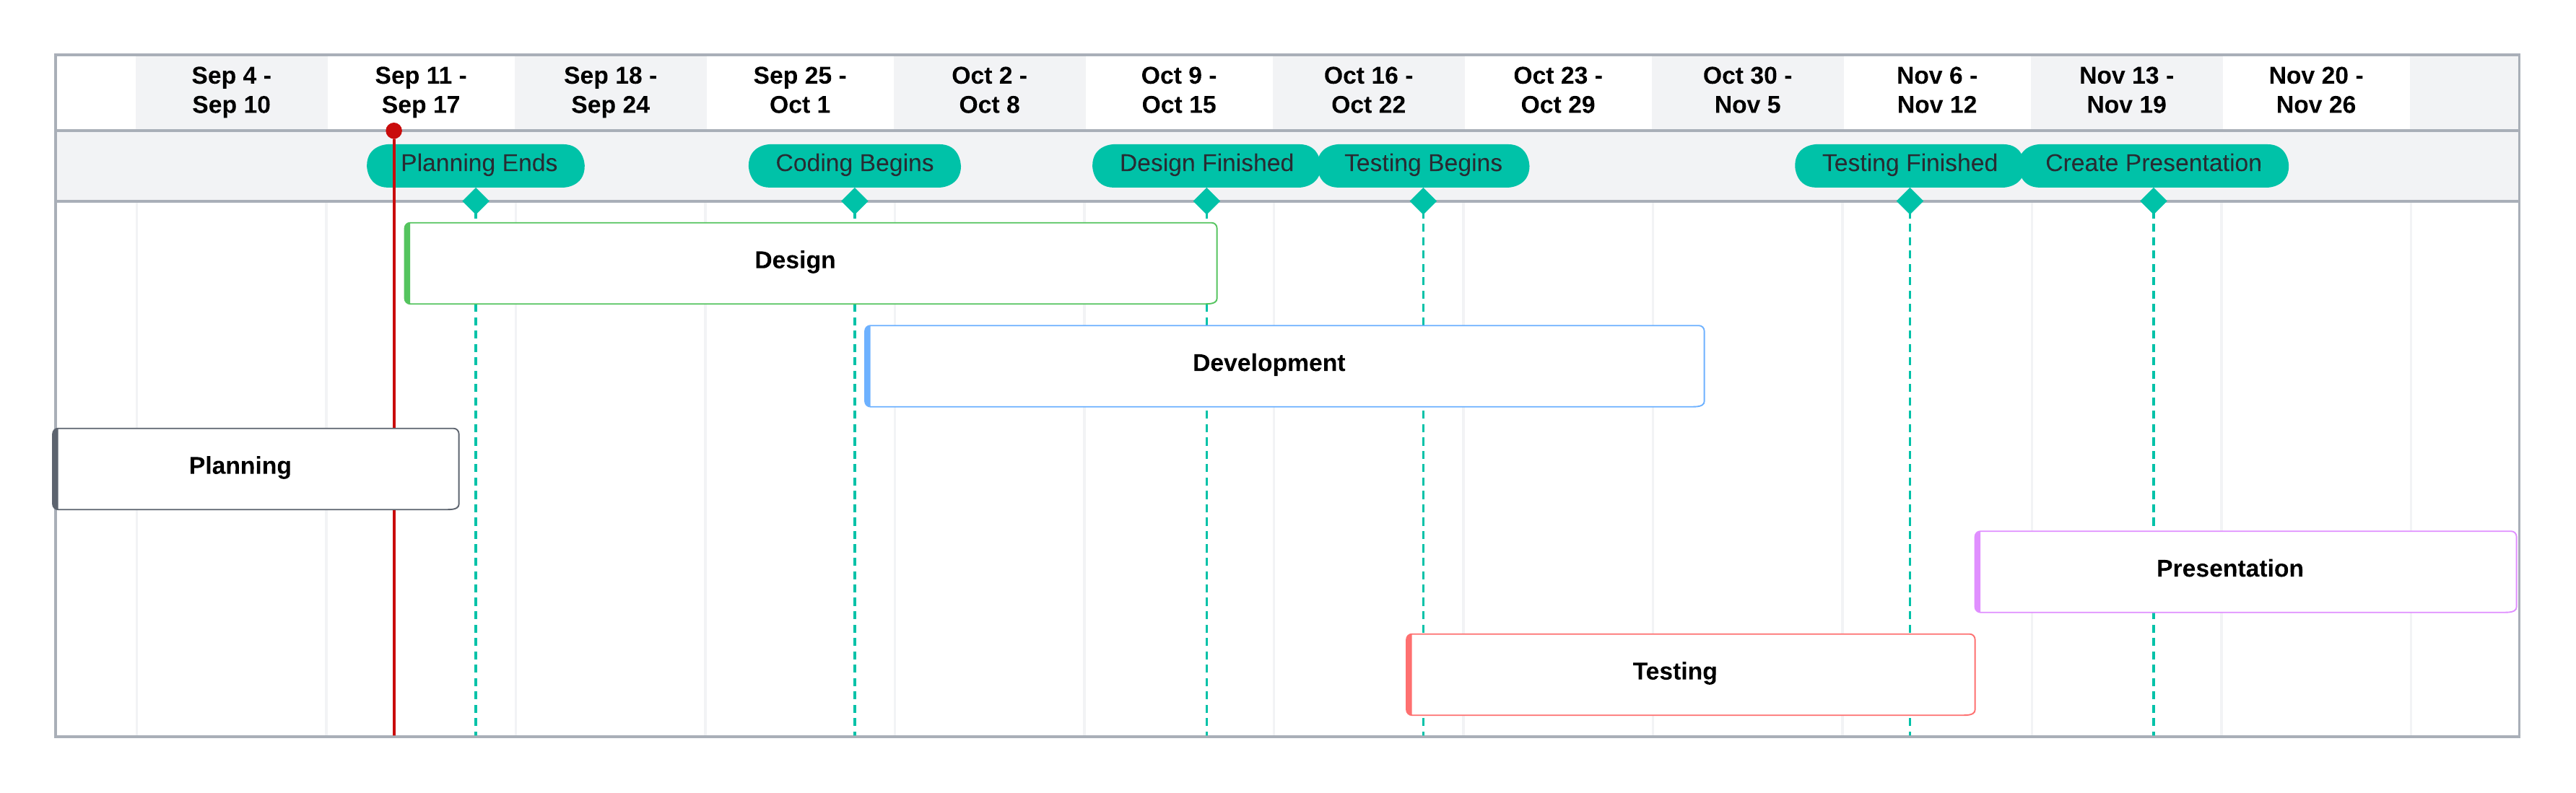 Sep 4 -
Sep 10
Sep 11 -
Sep 17
Sep 18 -
Sep 24
Sep 25 -
Oct 1
Oct 2 -
Oct 8
Oct 9 -
Oct 15
Oct 16 -
Oct 22
Oct 23 -
Oct 29
Oct 30 -
Nov 5
Nov 6 -
Nov 12
Nov 13 -
Nov 19
Nov 20 -
Nov 26
Planning Ends
Coding Begins
Design Finished
Testing Begins
Testing Finished
Create Presentation
Design
Development
Planning
Presentation
Testing